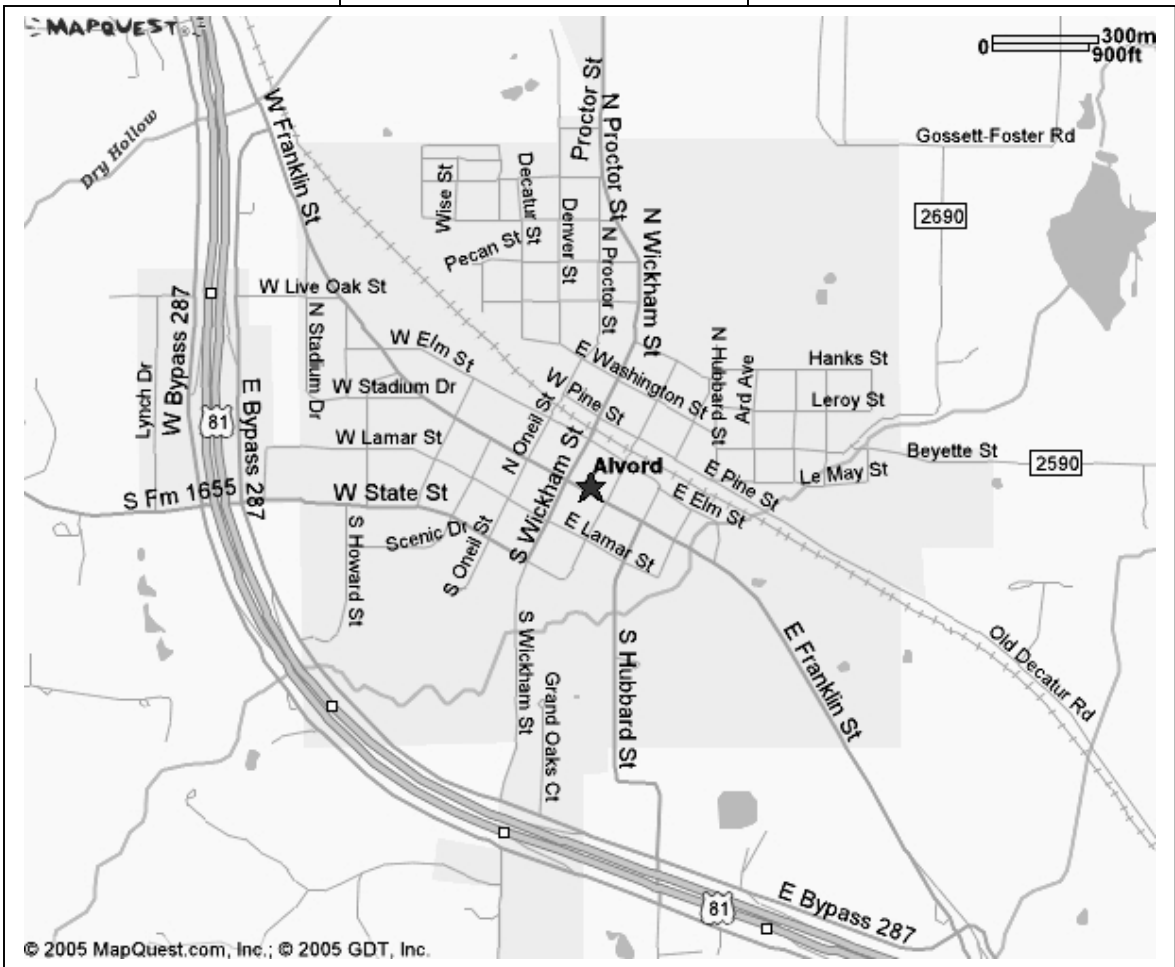 MAPQUEST
0
300m
900ft
Dry Hollow
W Franklin St
Proctor St
N Proctor St
Gossett-Foster Rd
2690
Wise St
Decatur St
Denver St
N Proctor St
N Wickham St
Pecan St
W Live Oak St
W Bypass 287
N Stadium Dr
W Elm St
E Washington St
N Hubbard St
Arp Ave
Hanks St
Lynch Dr
E Bypass 287
W Stadium Dr
W Pine St
Leroy St
81
N Oneil St
W Lamar St
S Wickham St
Alvord
Beyette St
2590
Le May St
E Pine St
S Fm 1655
W State St
E Elm St
S Howard St
Scenic Dr
S Oneil St
E Lamar St
S Wickham St
Grand Oaks Ct
S Hubbard St
E Franklin St
Old Decatur Rd
81
E Bypass 287
© 2005 MapQuest.com, Inc.; © 2005 GDT, Inc.